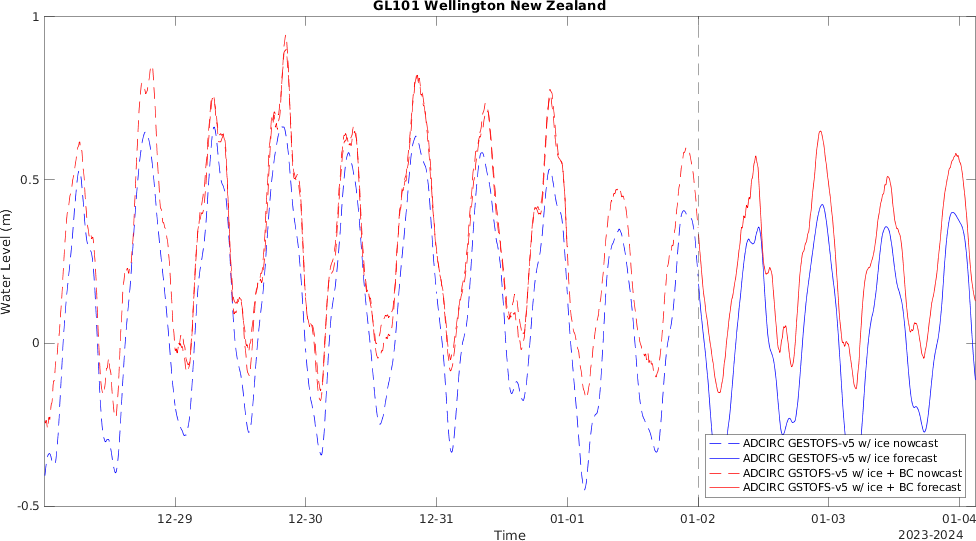 GL101 Wellington New Zealand
1
0.5
0
-0.5
Water Level (m)
12-29
12-30
12-31
01-01
01-02
01-03
01-04
Time
2023-2024
ADCIRC GESTOFS-v5 w/ ice nowcast
ADCIRC GESTOFS-v5 w/ ice forecast
ADCIRC GSTOFS-v5 w/ ice + BC nowcast
ADCIRC GSTOFS-v5 w/ ice + BC forecast